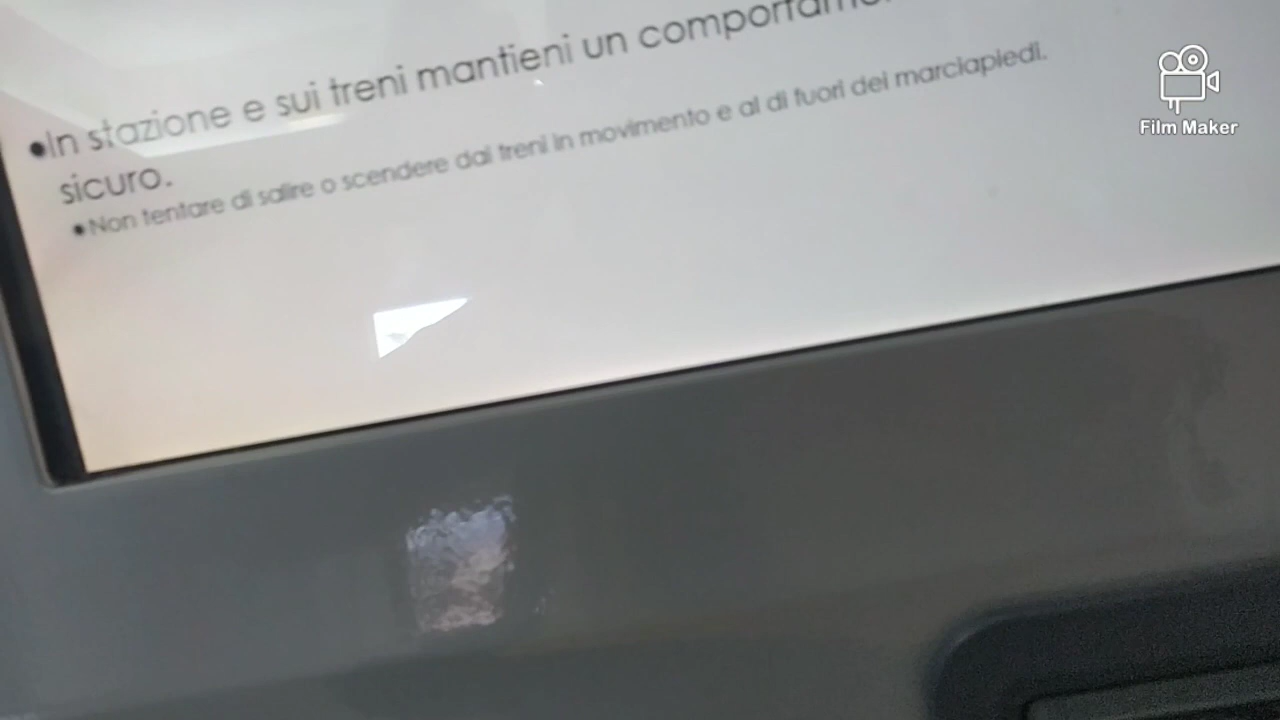 •In stazione e sui treni mantieni un
sicuro.
•Non tentare di salire o scendere dai treni in movimento e al di fuori dei marciapiedi.
Film Maker